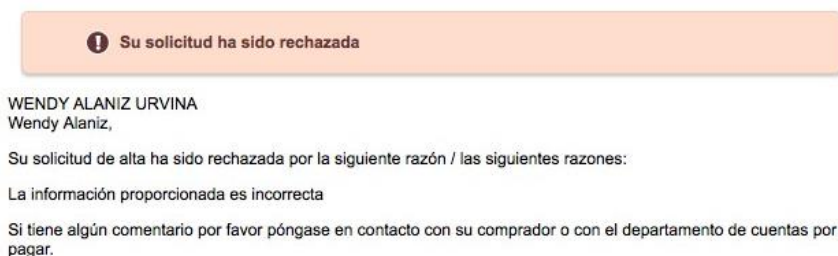 Su solicitud ha sido rechazada
WENDY ALANIZ URVINA
Wendy Alaniz,
Su solicitud de alta ha sido rechazada por la siguiente razón / las siguientes razones:
La información proporcionada es incorrecta
Si tiene algún comentario por favor póngase en contacto con su comprador o con el departamento de cuentas por
pagar.